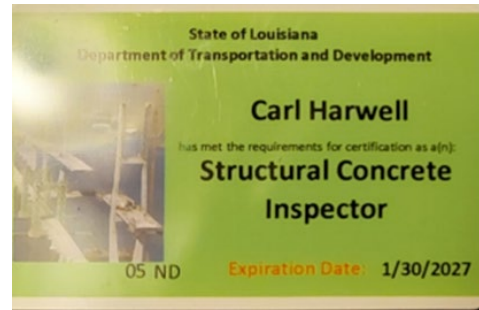 State of Louisiana
Department of Transportation and Development
Carl Harwell
has met the requirements for certification as a(n):
Structural Concrete
Inspector
05 ND
Expiration Date: 1/30/2027